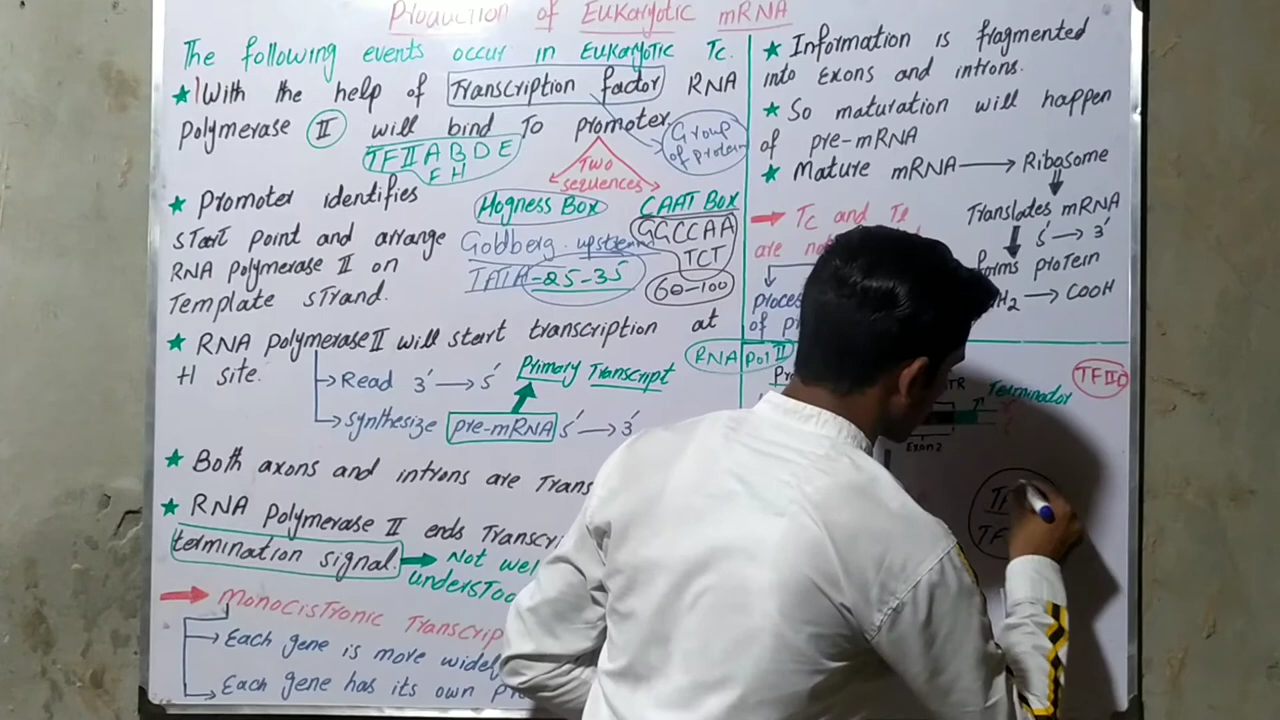 Production of Eukaryotic mRNA
The following events occur in Eukaryotic Tc.
★ 1 With the help of Transcription factor RNA
Polymerase II will bind To promoter
Group
of protein
TFII A B D E
F H
Two
sequences
★ Promoter identifies
start point and arrange
RNA Polymerase II on
Template strand.
Hogness Box
Goldberg upstream
TATA -25-35
CAAT Box
GGCCAA
TCT
60-100
★ RNA Polymerase II will start transcription at
H site.
Read 3' → 5'
Primary Transcript
synthesize pre-mRNA 5' → 3'
★ Both axons and introns are Trans
★ RNA Polymerase II ends Transcri
termination signal. → Not wel
understoo
→ Monocistronic Transcrip
→ Each gene is more widel
→ Each gene has its own
★ Information is fragmented
into Exons and introns.
★ So maturation will happen
of pre-mRNA
★ Mature mRNA → Ribosome
Translates mRNA
5' → 3'
forms protein
H2 → COOH
→ Tc and Tl
are not
proces
of p
RNA Pol II
TR
Terminator
TFIID
Exon 2
TF